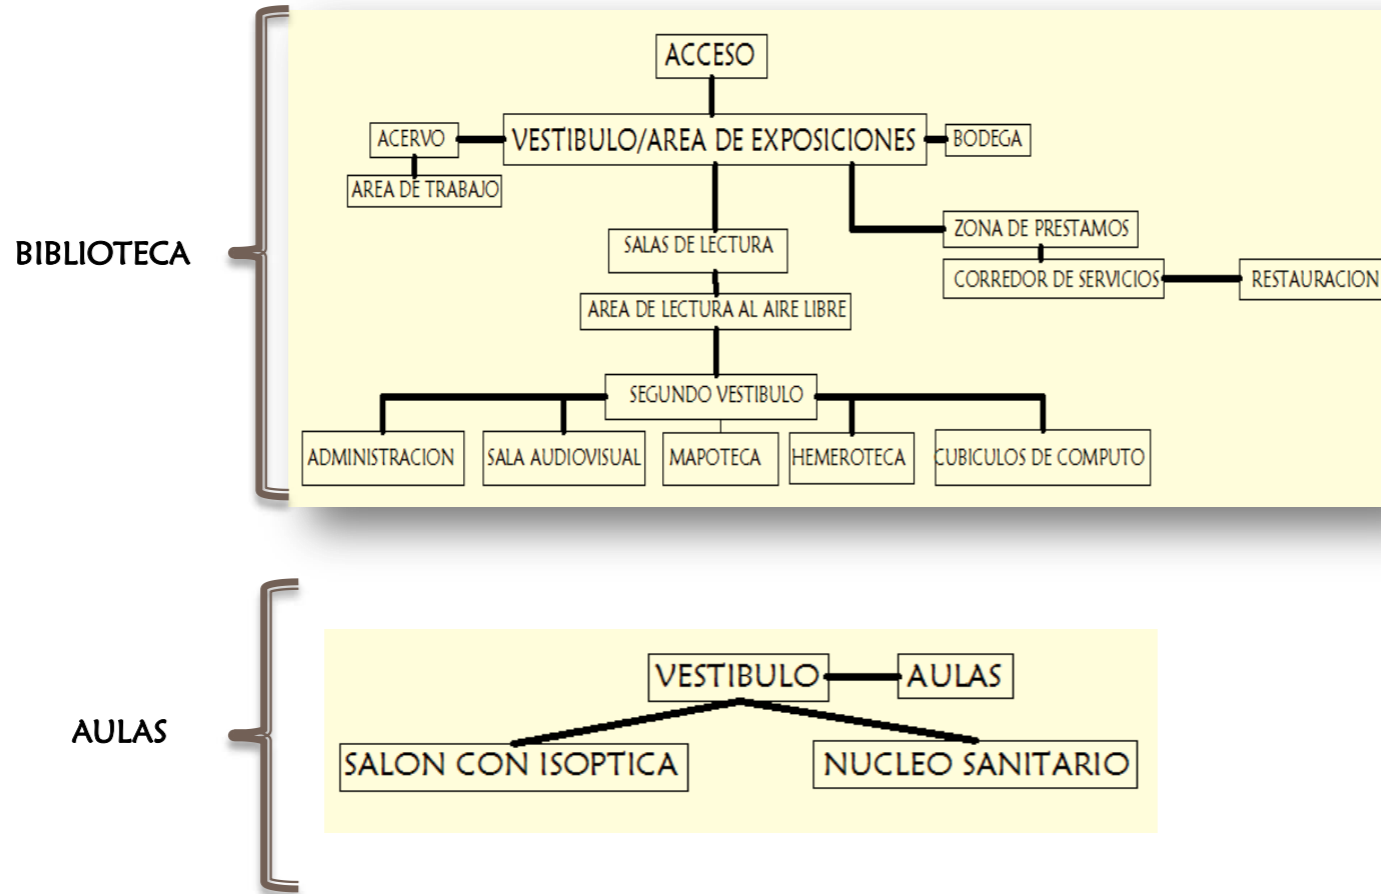 ACCESO
ACERVO
VESTIBULO/AREA DE EXPOSICIONES
BODEGA
AREA DE TRABAJO
ZONA DE PRESTAMOS
SALAS DE LECTURA
BIBLIOTECA
CORREDOR DE SERVICIOS
RESTAURACION
AREA DE LECTURA AL AIRE LIBRE
SEGUNDO VESTIBULO
ADMINISTRACION
SALA AUDIOVISUAL
MAPOTECA
HEMEROTECA
CUBICULOS DE COMPUTO
VESTIBULO
AULAS
AULAS
SALON CON ISOPTICA
NUCLEO SANITARIO